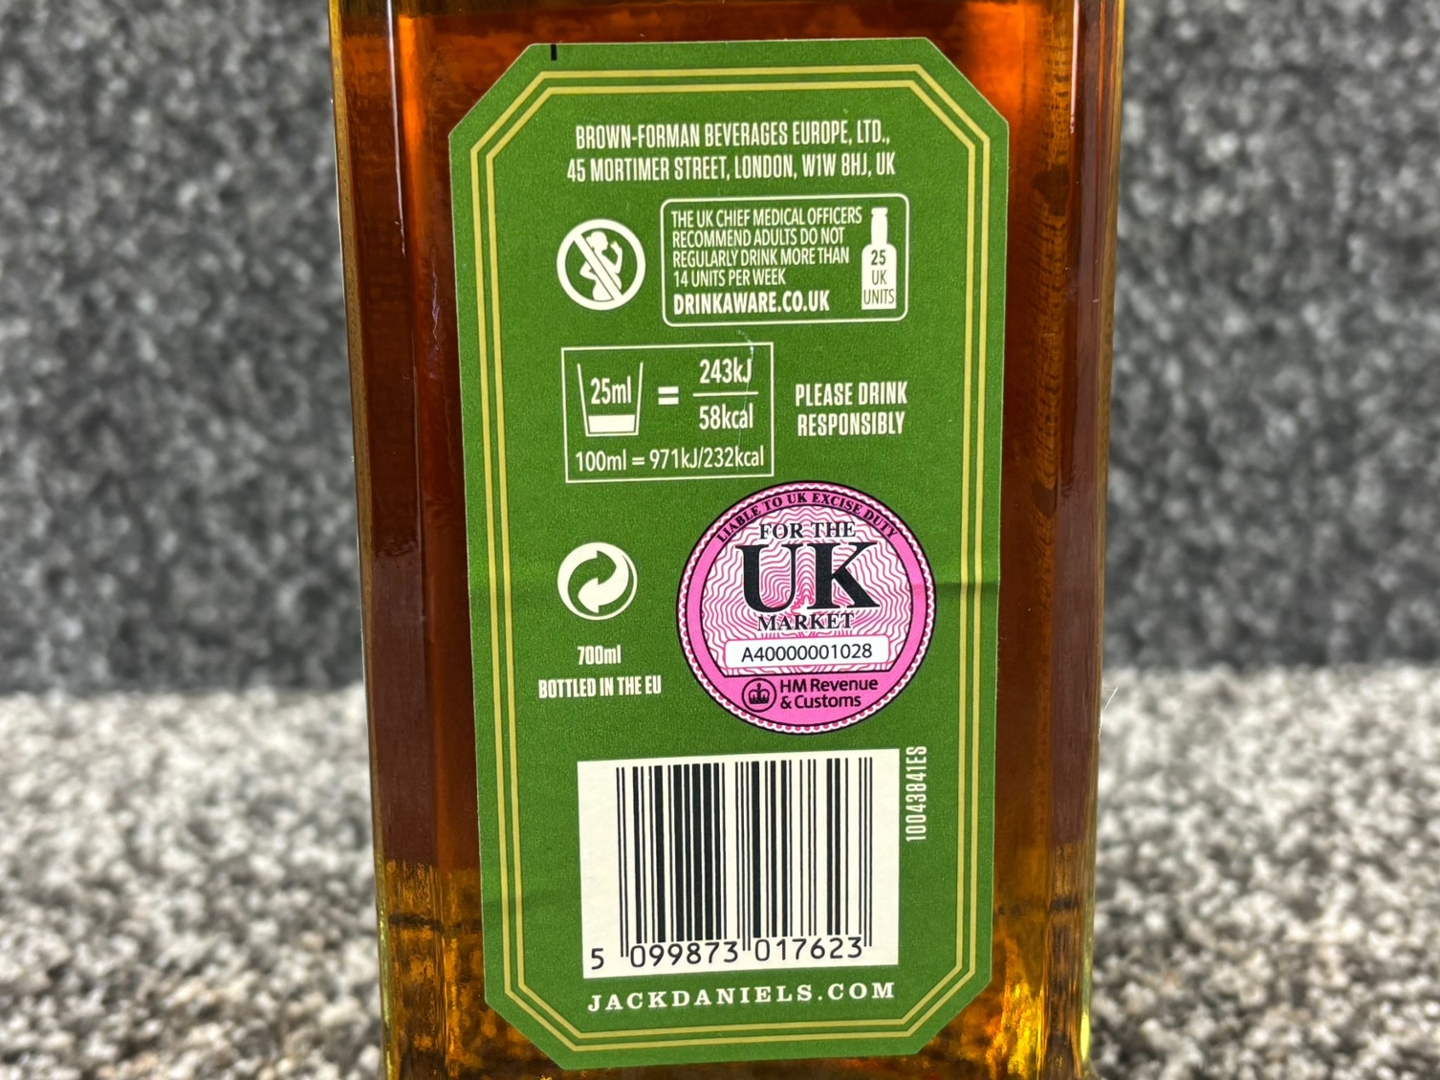 BROWN-FORMAN BEVERAGES EUROPE, LTD.,
45 MORTIMER STREET, LONDON, W1W 8HJ, UK
THE UK CHIEF MEDICAL OFFICERS
RECOMMEND ADULTS DO NOT
REGULARLY DRINK MORE THAN
14 UNITS PER WEEK
DRINKAWARE.CO.UK
25
UK
UNITS
25ml = 243kJ
58kcal
100ml = 971kJ/232kcal
PLEASE DRINK
RESPONSIBLY
LIABLE TO UK EXCISE DUTY
FOR THE
UK
MARKET
A40000001028
HM Revenue
& Customs
700ml
BOTTLED IN THE EU
10043841ES
5 099873 017623
JACKDANIELS.COM